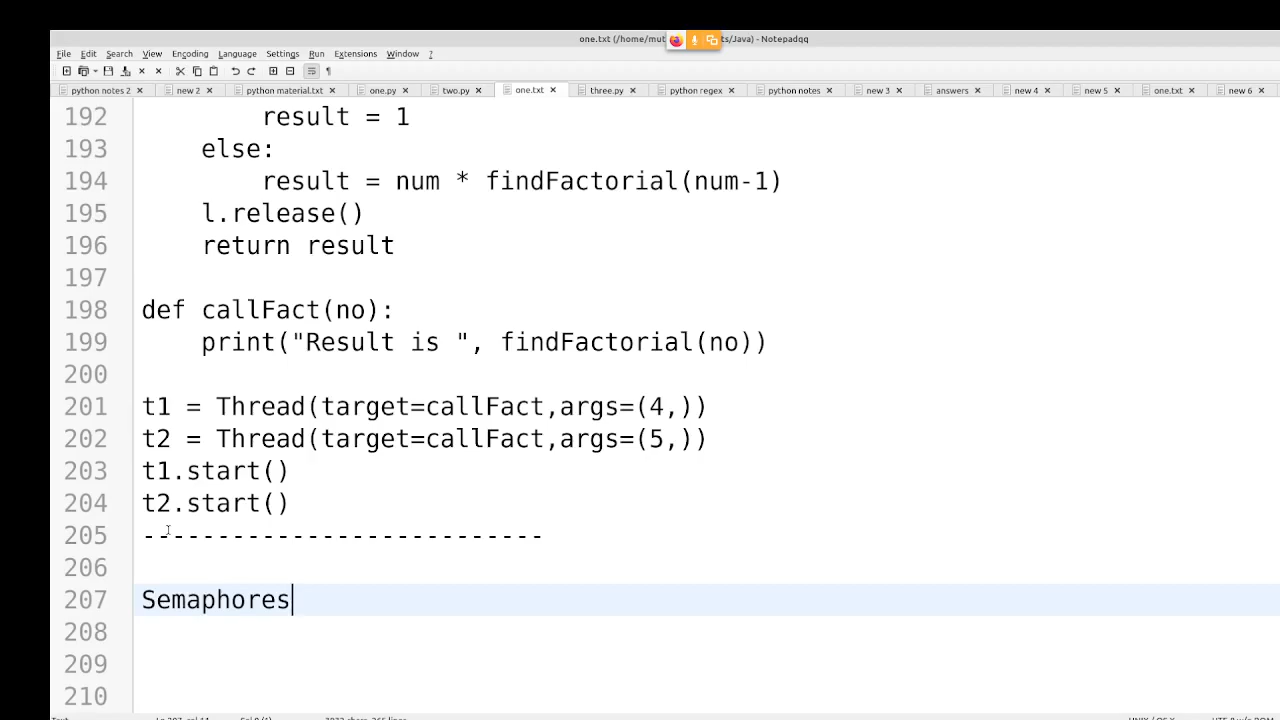 one.txt (/home/mut ts/Java) - Notepadqq
File Edit Search View Encoding Language Settings Run Extensions Window ?
python notes 2 new 2 python material.txt one.py two.py one.txt three.py python regex python notes new 3 answers new 4 new 5 one.txt new 6
192 result = 1
193 else:
194 result = num * findFactorial(num-1)
195 l.release()
196 return result
197
198 def callFact(no):
199 print("Result is ", findFactorial(no))
200
201 t1 = Thread(target=callFact,args=(4,))
202 t2 = Thread(target=callFact,args=(5,))
203 t1.start()
204 t2.start()
205 ---------------------------
206
207 Semaphores
208
209
210